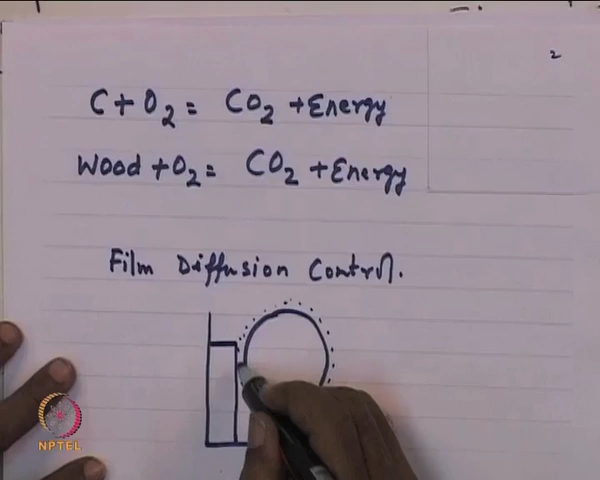 2
C + O2 = CO2 + Energy
Wood + O2 = CO2 + Energy
Film Diffusion Control.
NPTEL